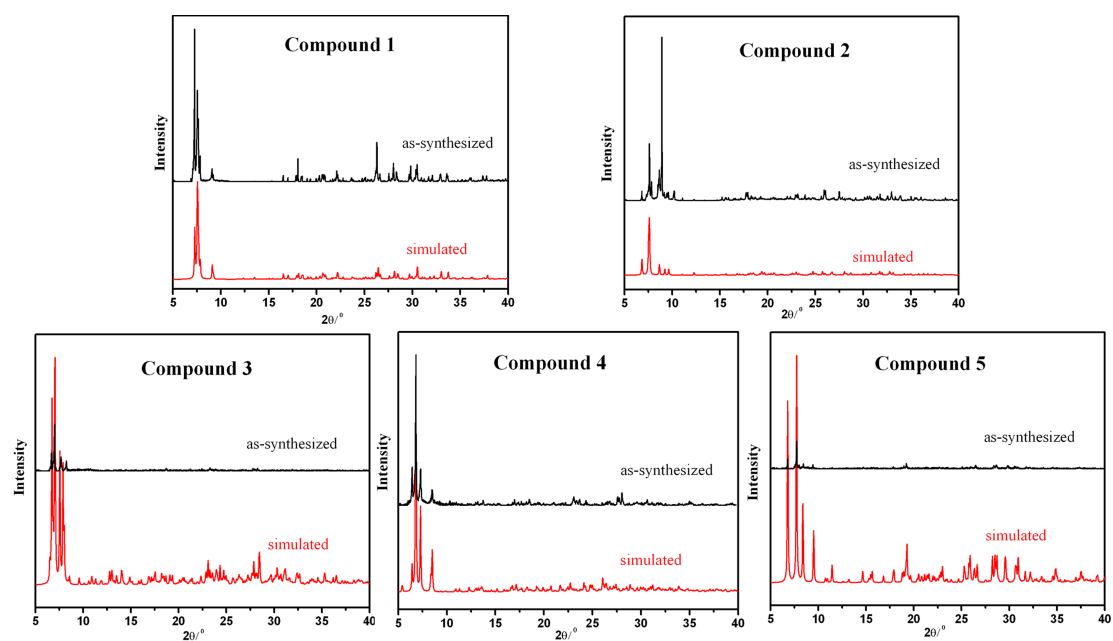 Compound 1
Intensity
as-synthesized
simulated
5 10 15 20 25 30 35 40
2θ/°
Compound 2
Intensity
as-synthesized
simulated
5 10 15 20 25 30 35 40
2θ/°
Compound 3
Intensity
as-synthesized
simulated
5 10 15 20 25 30 35 40
2θ/°
Compound 4
Intensity
as-synthesized
simulated
5 10 15 20 25 30 35 40
2θ/°
Compound 5
Intensity
as-synthesized
simulated
5 10 15 20 25 30 35 40
2θ/°